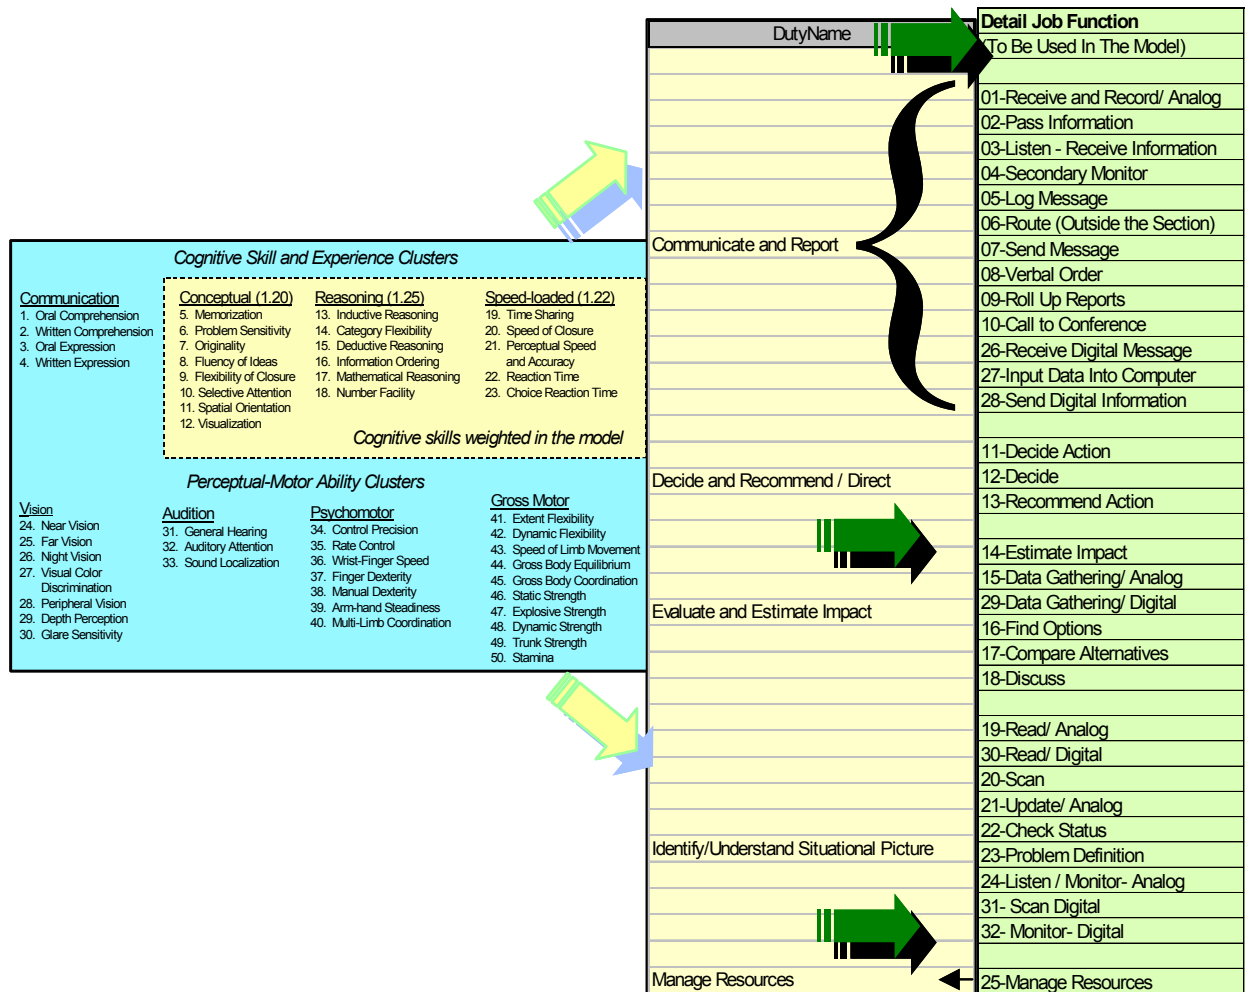 Cognitive Skill and Experience Clusters
Communication
1. Oral Comprehension
2. Written Comprehension
3. Oral Expression
4. Written Expression
Conceptual (1.20)
5. Memorization
6. Problem Sensitivity
7. Originality
8. Fluency of Ideas
9. Flexibility of Closure
10. Selective Attention
11. Spatial Orientation
12. Visualization
Reasoning (1.25)
13. Inductive Reasoning
14. Category Flexibility
15. Deductive Reasoning
16. Information Ordering
17. Mathematical Reasoning
18. Number Facility
Speed-loaded (1.22)
19. Time Sharing
20. Speed of Closure
21. Perceptual Speed
and Accuracy
22. Reaction Time
23. Choice Reaction Time
Cognitive skills weighted in the model
Perceptual-Motor Ability Clusters
Vision
24. Near Vision
25. Far Vision
26. Night Vision
27. Visual Color
Discrimination
28. Peripheral Vision
29. Depth Perception
30. Glare Sensitivity
Audition
31. General Hearing
32. Auditory Attention
33. Sound Localization
Psychomotor
34. Control Precision
35. Rate Control
36. Wrist-Finger Speed
37. Finger Dexterity
38. Manual Dexterity
39. Arm-hand Steadiness
40. Multi-Limb Coordination
Gross Motor
41. Extent Flexibility
42. Dynamic Flexibility
43. Speed of Limb Movement
44. Gross Body Equilibrium
45. Gross Body Coordination
46. Static Strength
47. Explosive Strength
48. Dynamic Strength
49. Trunk Strength
50. Stamina
DutyName
Communicate and Report
Decide and Recommend / Direct
Evaluate and Estimate Impact
Identify/Understand Situational Picture
Manage Resources
Detail Job Function
(To Be Used In The Model)
01-Receive and Record/ Analog
02-Pass Information
03-Listen - Receive Information
04-Secondary Monitor
05-Log Message
06-Route (Outside the Section)
07-Send Message
08-Verbal Order
09-Roll Up Reports
10-Call to Conference
26-Receive Digital Message
27-Input Data Into Computer
28-Send Digital Information
11-Decide Action
12-Decide
13-Recommend Action
14-Estimate Impact
15-Data Gathering/ Analog
29-Data Gathering/ Digital
16-Find Options
17-Compare Alternatives
18-Discuss
19-Read/ Analog
30-Read/ Digital
20-Scan
21-Update/ Analog
22-Check Status
23-Problem Definition
24-Listen / Monitor- Analog
31- Scan Digital
32- Monitor- Digital
25-Manage Resources